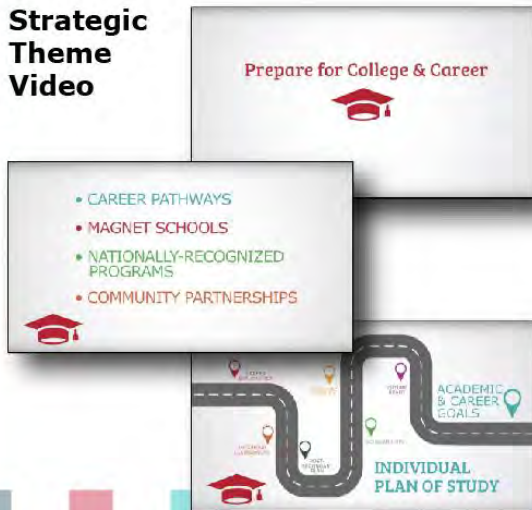 Strategic
Theme
Video
Prepare for College & Career
• CAREER PATHWAYS
• MAGNET SCHOOLS
• NATIONALLY-RECOGNIZED
PROGRAMS
• COMMUNITY PARTNERSHIPS
ACADEMIC
& CAREER
GOALS
INDIVIDUAL
PLAN OF STUDY